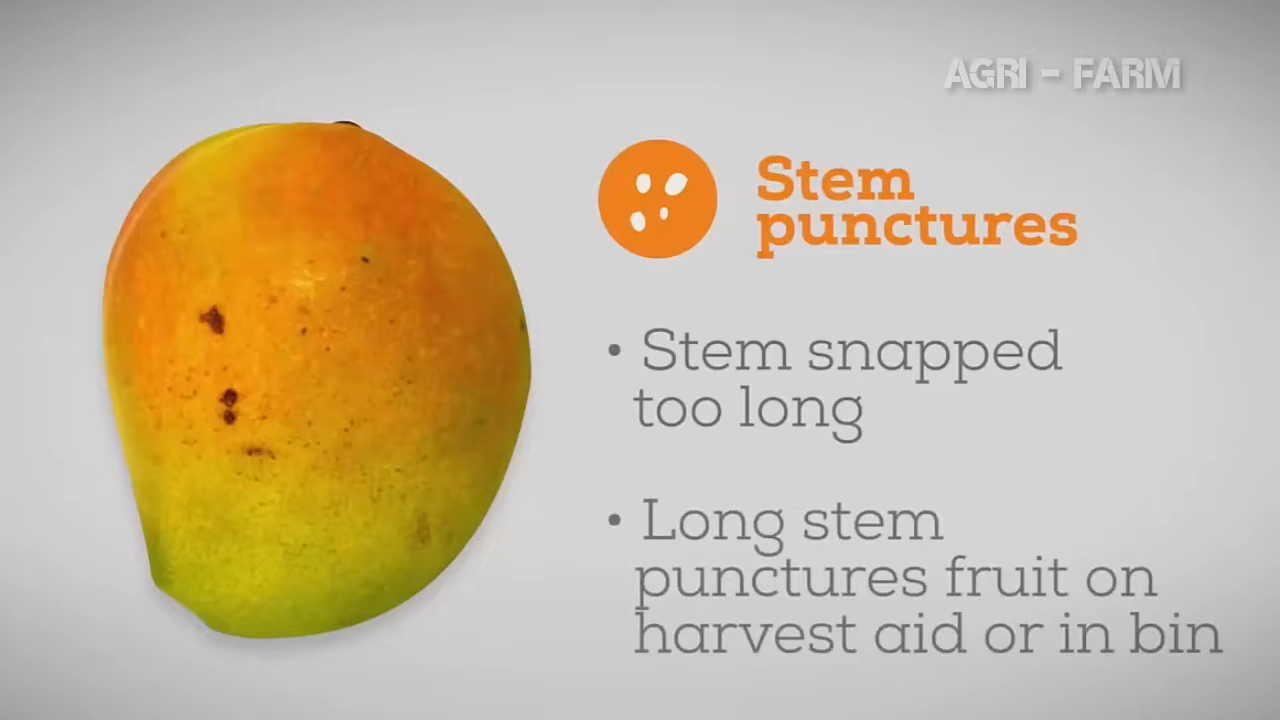 AGRI - FARM
Stem
punctures
• Stem snapped
too long
• Long stem
punctures fruit on
harvest aid or in bin